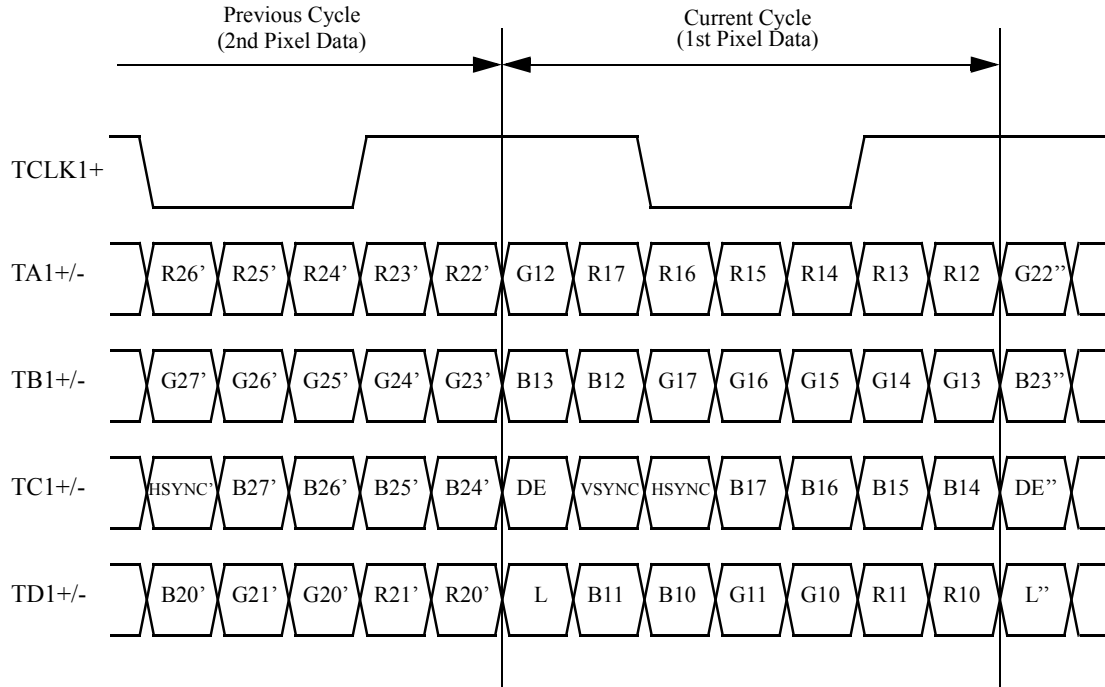 Previous Cycle
(2nd Pixel Data)
Current Cycle
(1st Pixel Data)
TCLK1+
TA1+/- R26’ R25’ R24’ R23’ R22’ G12 R17 R16 R15 R14 R13 R12 G22’’
TB1+/- G27’ G26’ G25’ G24’ G23’ B13 B12 G17 G16 G15 G14 G13 B23’’
TC1+/- HSYNC’ B27’ B26’ B25’ B24’ DE VSYNC HSYNC B17 B16 B15 B14 DE’’
TD1+/- B20’ G21’ G20’ R21’ R20’ L B11 B10 G11 G10 R11 R10 L’’